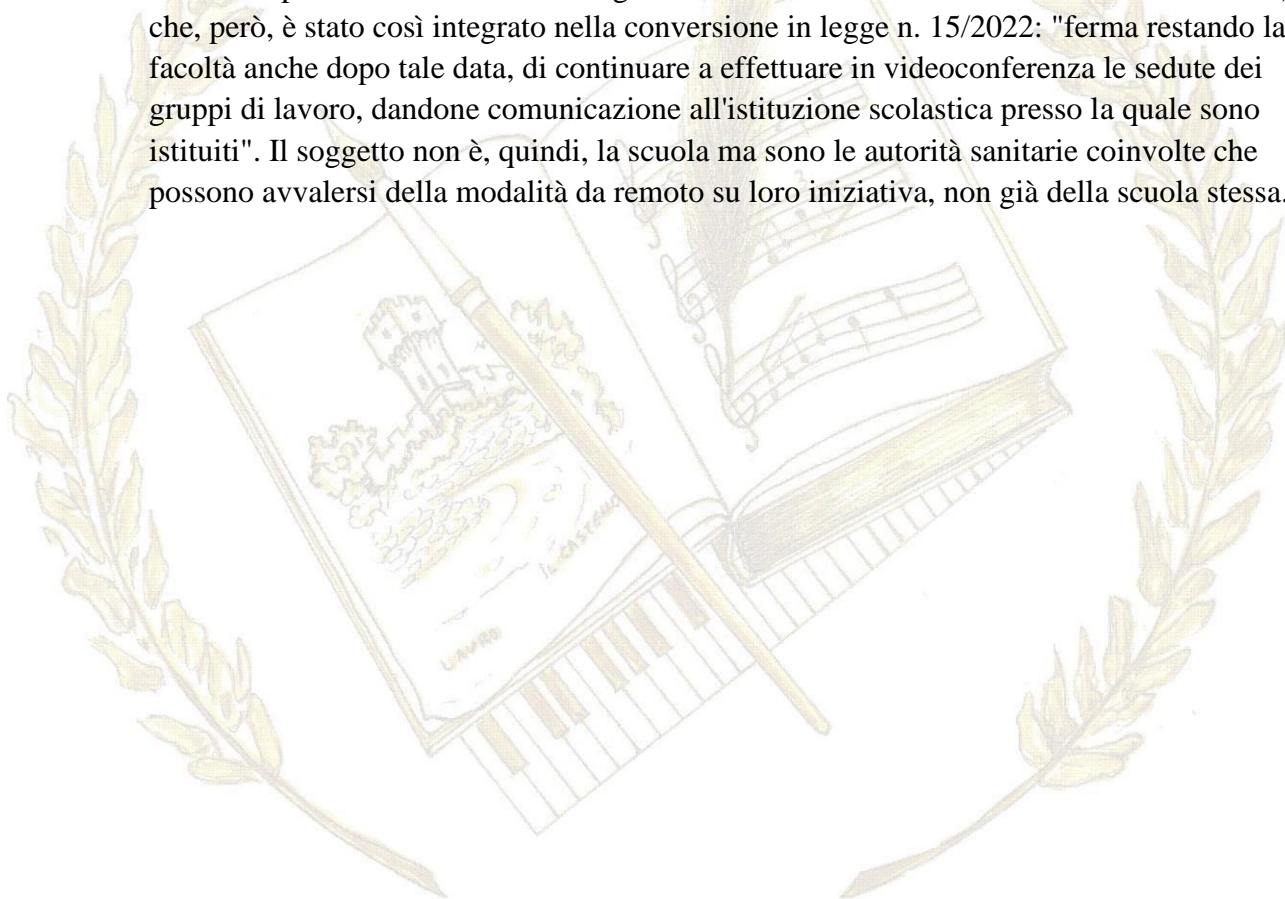 che, però, è stato così integrato nella conversione in legge n. 15/2022: "ferma restando la
facoltà anche dopo tale data, di continuare a effettuare in videoconferenza le sedute dei
gruppi di lavoro, dandone comunicazione all'istituzione scolastica presso la quale sono
istituiti". Il soggetto non è, quindi, la scuola ma sono le autorità sanitarie coinvolte che
possono avvalersi della modalità da remoto su loro iniziativa, non già della scuola stessa.
LAURO